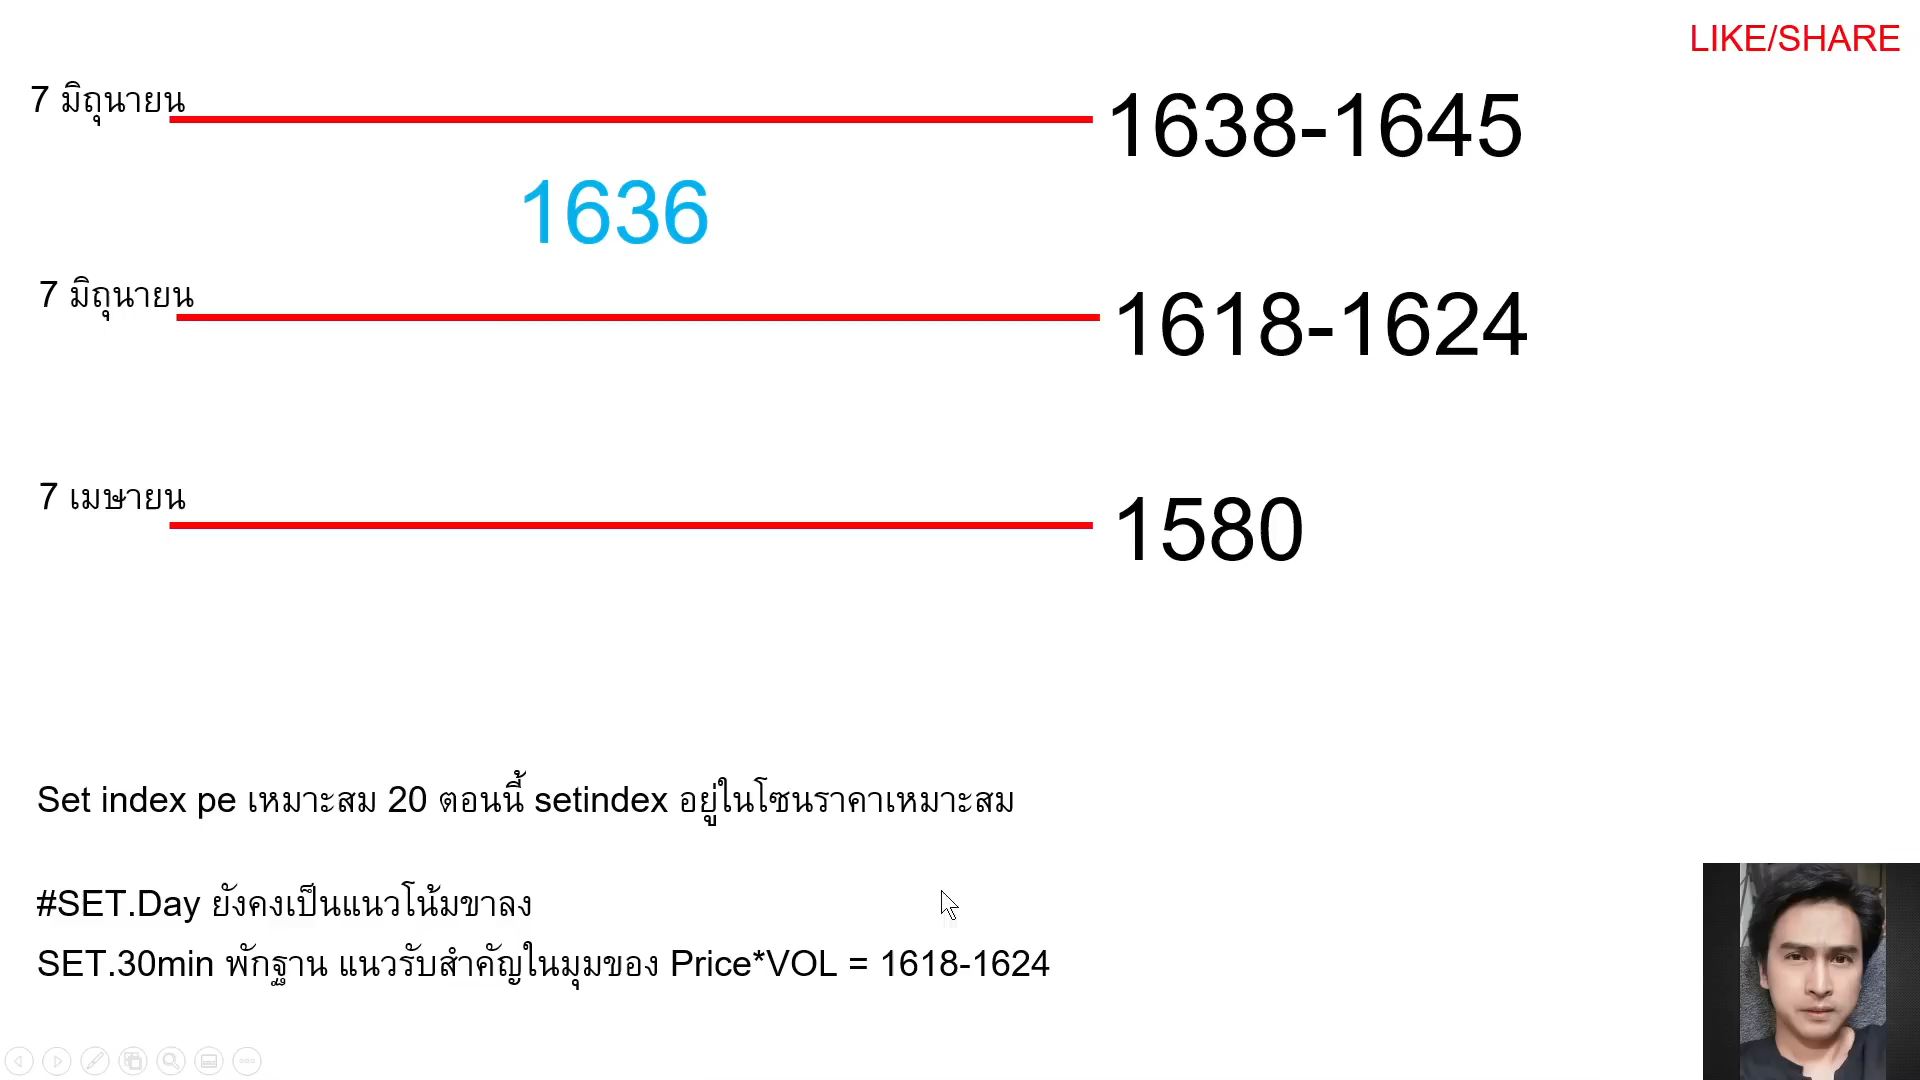 LIKE/SHARE
7 มิถุนายน
1638-1645
1636
7 มิถุนายน
1618-1624
7 เมษายน
1580
Set index pe เหมาะสม 20 ตอนนี้ setindex อยู่ในโซนราคาเหมาะสม
#SET.Day ยังคงเป็นแนวโน้มขาลง
SET.30min พักฐาน แนวรับสำคัญในมุมของ Price*VOL = 1618-1624